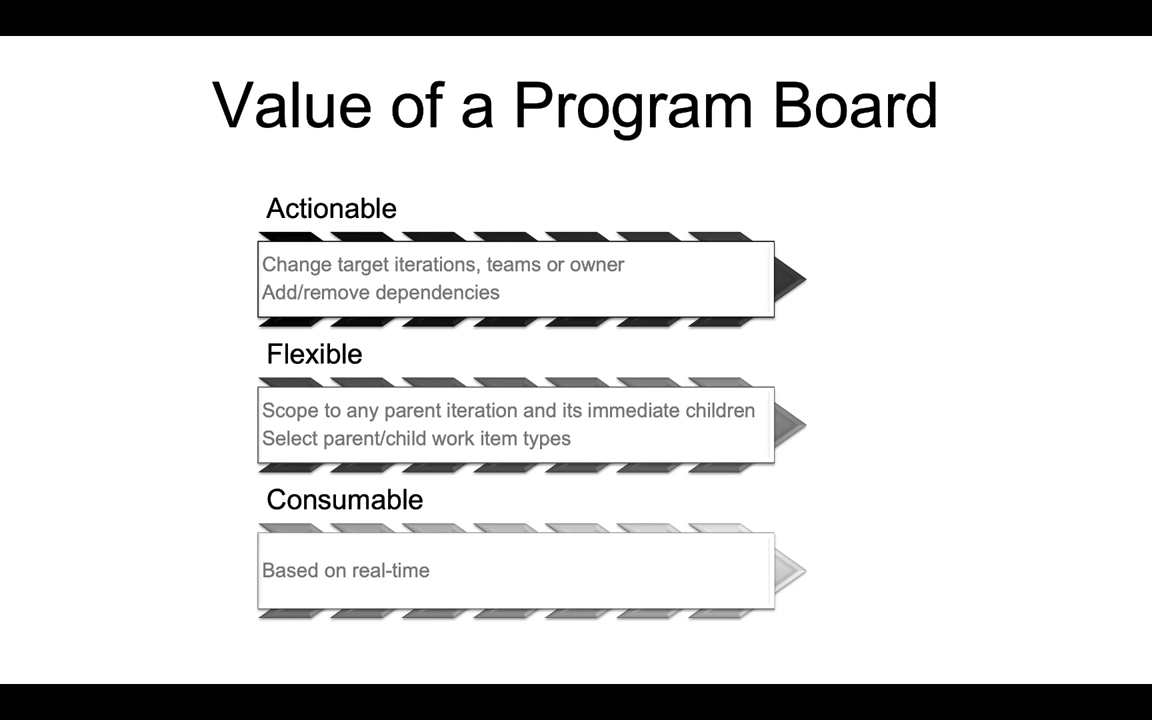 Value of a Program Board
Actionable
Change target iterations, teams or owner
Add/remove dependencies
Flexible
Scope to any parent iteration and its immediate children
Select parent/child work item types
Consumable
Based on real-time